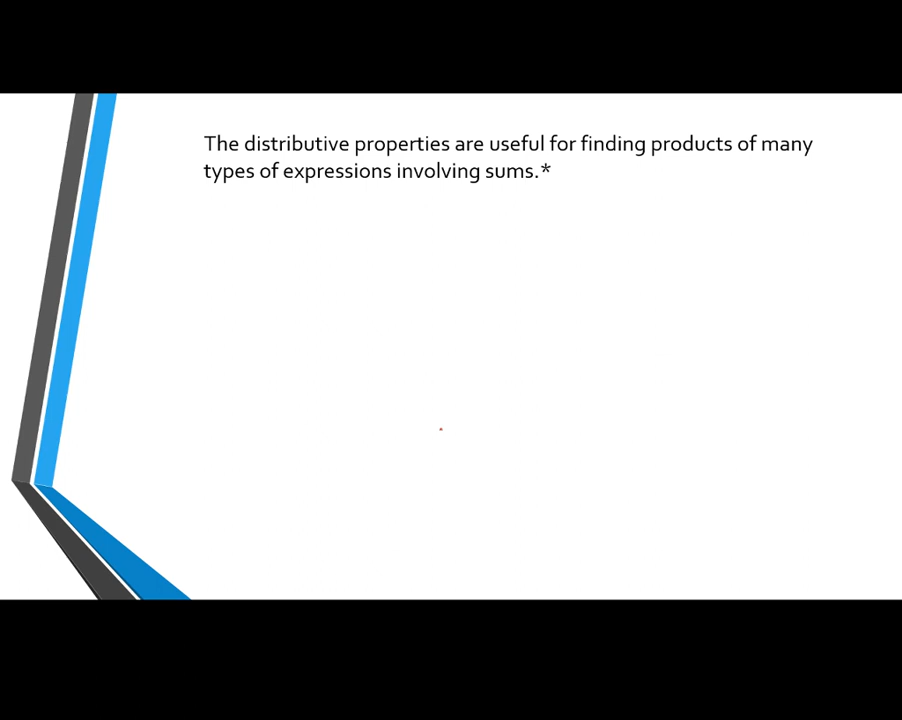 The distributive properties are useful for finding products of many
types of expressions involving sums.*